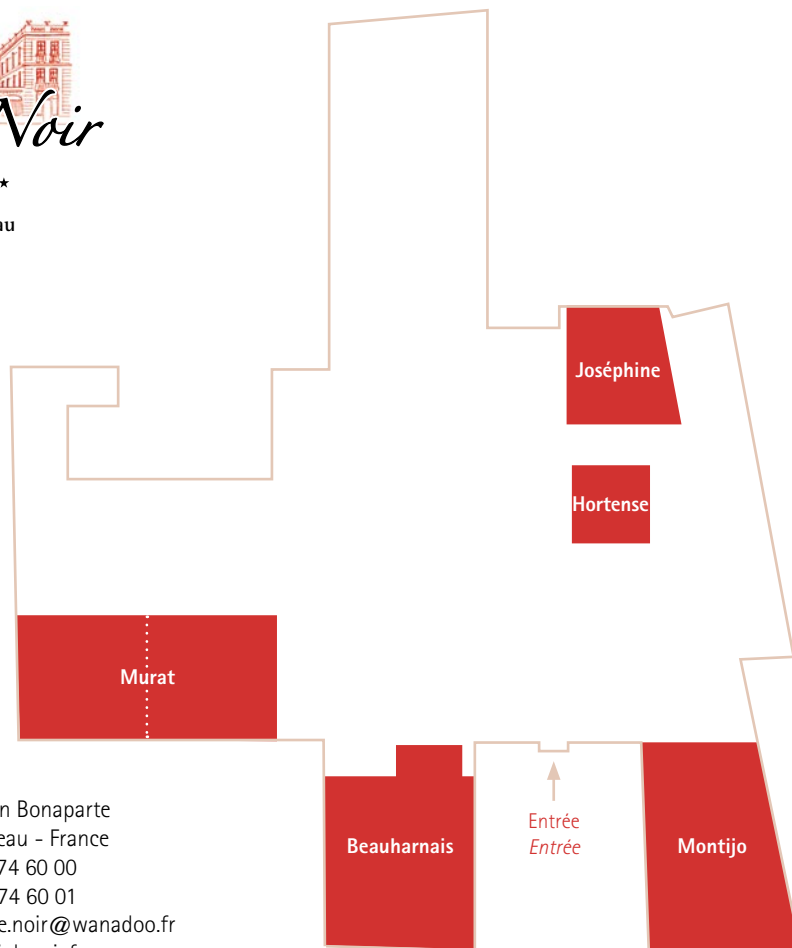 Noir
★
au
Joséphine
Hortense
Murat
Beauharnais
Entrée
Entrée
Montijo
n Bonaparte
eau - France
74 60 00
74 60 01
e.noir@wanadoo.fr